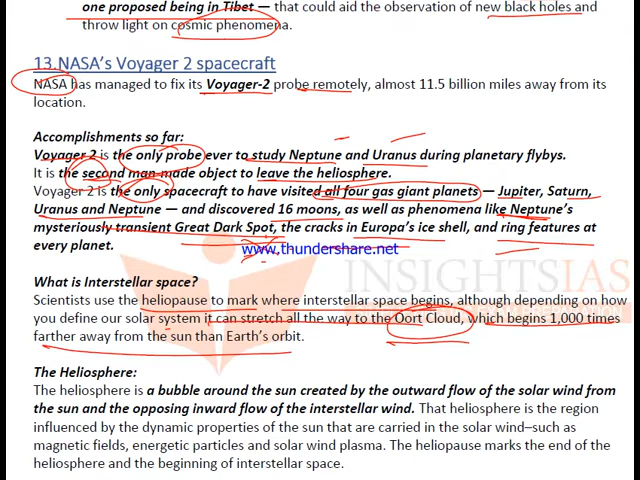 one proposed being in Tibet — that could aid the observation of new black holes and
throw light on cosmic phenomena.
13.NASA's Voyager 2 spacecraft
NASA has managed to fix its Voyager-2 probe remotely, almost 11.5 billion miles away from its
location.
Accomplishments so far:
Voyager 2 is the only probe ever to study Neptune and Uranus during planetary flybys.
It is the second man-made object to leave the heliosphere.
Voyager 2 is the only spacecraft to have visited all four gas giant planets — Jupiter, Saturn,
Uranus and Neptune — and discovered 16 moons, as well as phenomena like Neptune's
mysteriously transient Great Dark Spot, the cracks in Europa's ice shell, and ring features at
every planet.
www.thundershare.net
INSIGHTSIAS
What is Interstellar space?
Scientists use the heliopause to mark where interstellar space begins, although depending on how
you define our solar system it can stretch all the way to the Oort Cloud, which begins 1,000 times
farther away from the sun than Earth's orbit.
The Heliosphere:
The heliosphere is a bubble around the sun created by the outward flow of the solar wind from
the sun and the opposing inward flow of the interstellar wind. That heliosphere is the region
influenced by the dynamic properties of the sun that are carried in the solar wind–such as
magnetic fields, energetic particles and solar wind plasma. The heliopause marks the end of the
heliosphere and the beginning of interstellar space.